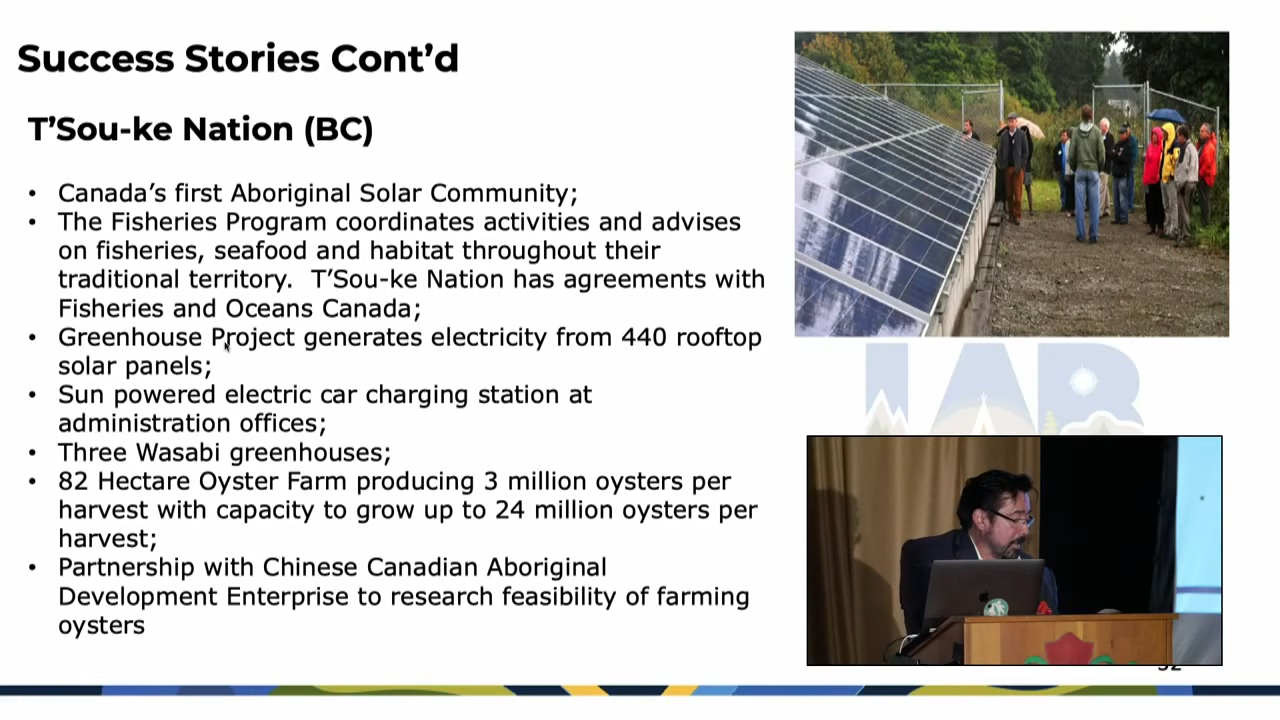 Success Stories Cont’d
T’Sou-ke Nation (BC)
• Canada’s first Aboriginal Solar Community;
• The Fisheries Program coordinates activities and advises
on fisheries, seafood and habitat throughout their
traditional territory.  T’Sou-ke Nation has agreements with
Fisheries and Oceans Canada;
• Greenhouse Project generates electricity from 440 rooftop
solar panels;
• Sun powered electric car charging station at
administration offices;
• Three Wasabi greenhouses;
• 82 Hectare Oyster Farm producing 3 million oysters per
harvest with capacity to grow up to 24 million oysters per
harvest;
• Partnership with Chinese Canadian Aboriginal
Development Enterprise to research feasibility of farming
oysters